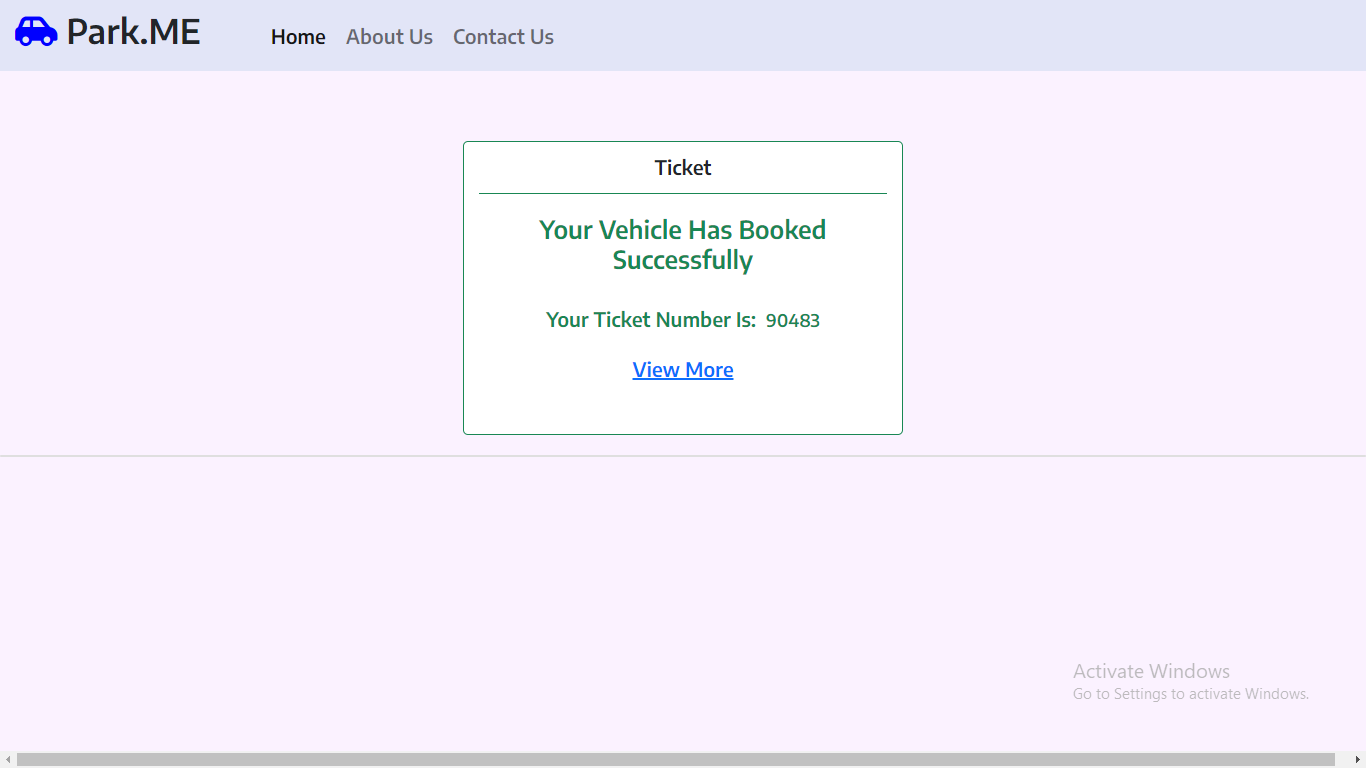 Park.ME
Home About Us Contact Us
Ticket
Your Vehicle Has Booked
Successfully
Your Ticket Number Is: 90483
View More
Activate Windows
Go to Settings to activate Windows.